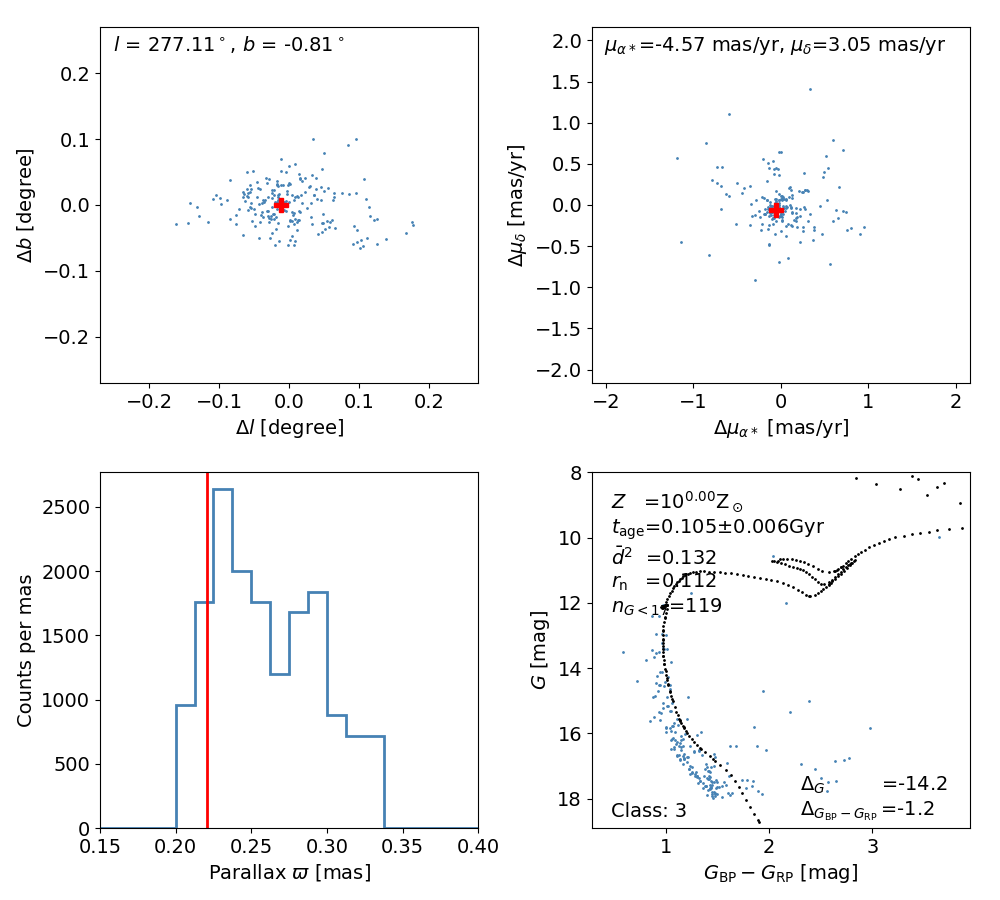 l = 277.11°, b = -0.81°
0.2
0.1
0.0
−0.1
−0.2
Δb [degree]
−0.2 −0.1 0.0 0.1 0.2
Δl [degree]
μα∗=-4.57 mas/yr, μδ=3.05 mas/yr
2.0
1.5
1.0
0.5
0.0
−0.5
−1.0
−1.5
−2.0
Δμδ [mas/yr]
−2 −1 0 1 2
Δμα∗ [mas/yr]
2500
2000
1500
1000
500
0
Counts per mas
0.15 0.20 0.25 0.30 0.35 0.40
Parallax ϖ [mas]
8
10
12
14
16
18
G [mag]
Z =10^0.00 Z⊙
t_age=0.105±0.006Gyr
d̄² =0.132
r_n =0.112
n_G<17=119
Δ_G =-14.2
Δ_GBP−GRP =-1.2
Class: 3
1 2 3
G_BP − G_RP [mag]